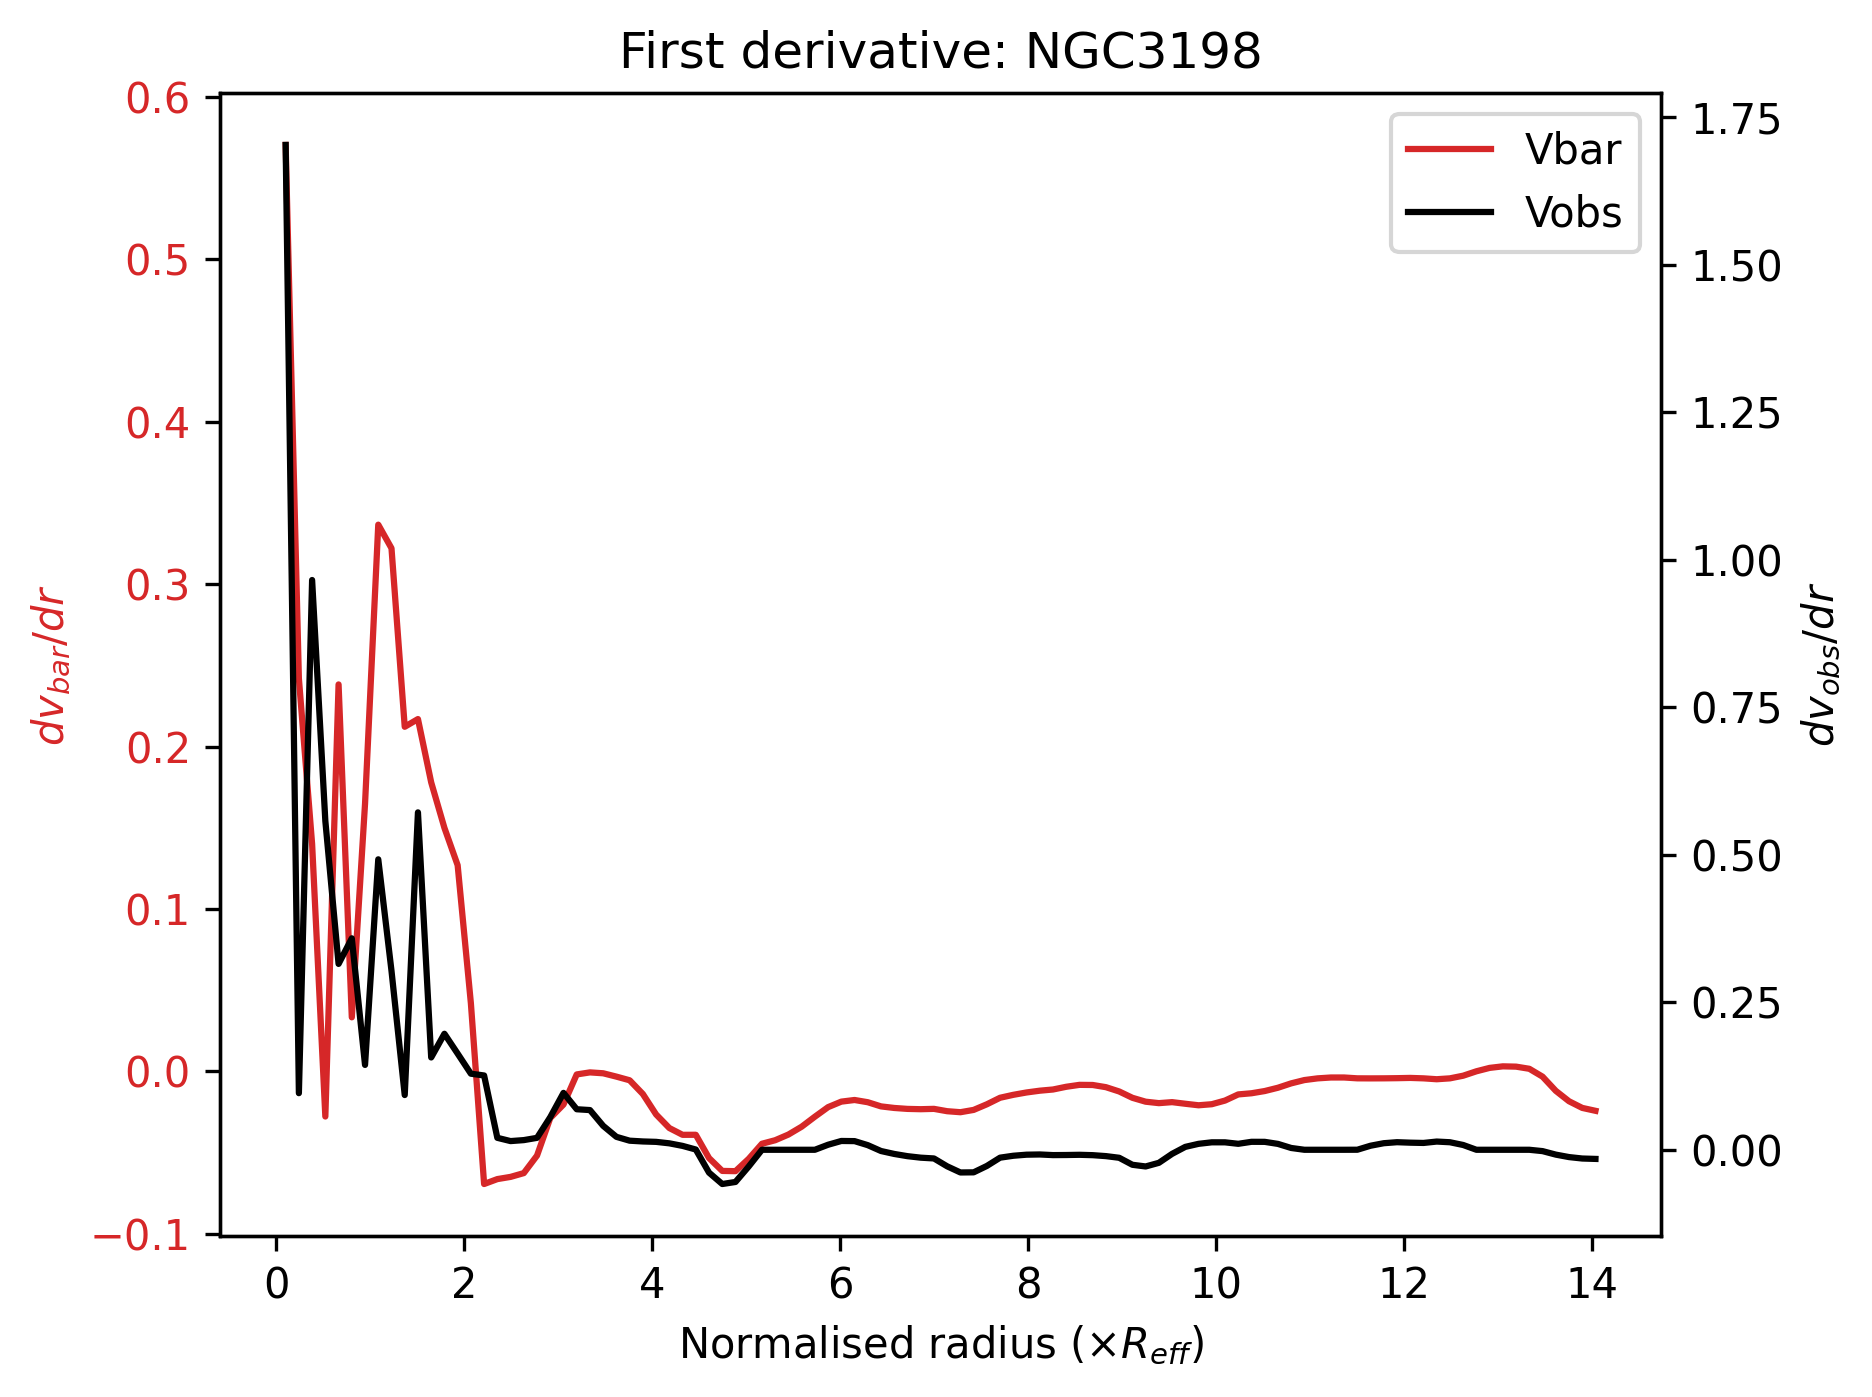 First derivative: NGC3198
0.6
0.5
0.4
0.3
0.2
0.1
0.0
−0.1
dv_bar/dr
Vbar
Vobs
1.75
1.50
1.25
1.00
0.75
0.50
0.25
0.00
dv_obs/dr
0 2 4 6 8 10 12 14
Normalised radius (×R_eff)